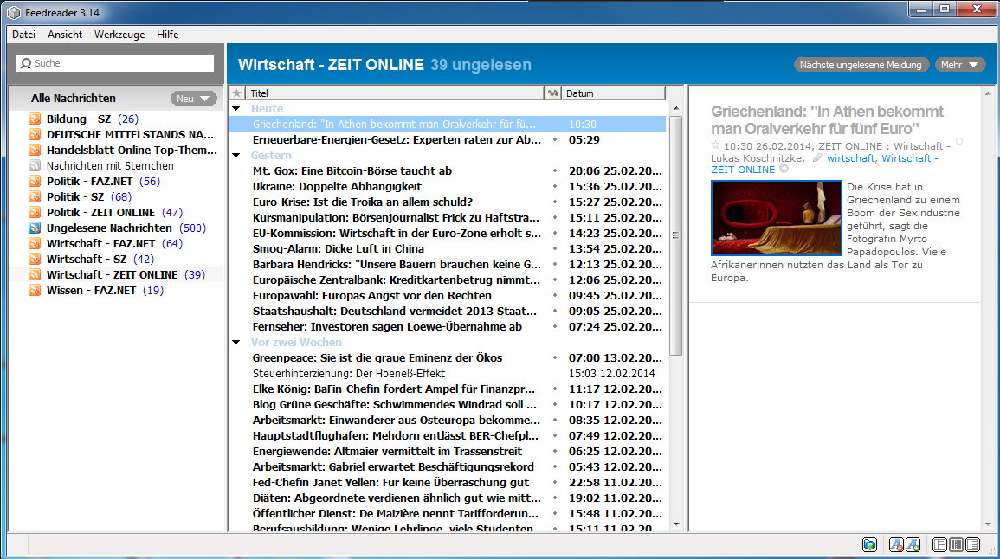 Feedreader 3.14
Datei Ansicht Werkzeuge Hilfe
Suche
Wirtschaft - ZEIT ONLINE 39 ungelesen
Nächste ungelesene Meldung
Mehr
Alle Nachrichten
Neu
Bildung - SZ (26)
DEUTSCHE MITTELSTANDS NA...
Handelsblatt Online Top-Them...
Nachrichten mit Sternchen
Politik - FAZ.NET (56)
Politik - SZ (68)
Politik - ZEIT ONLINE (47)
Ungelesene Nachrichten (500)
Wirtschaft - FAZ.NET (64)
Wirtschaft - SZ (42)
Wirtschaft - ZEIT ONLINE (39)
Wissen - FAZ.NET (19)
Titel Datum
Heute
Griechenland: "In Athen bekommt man Oralverkehr für fü... 10:30
Erneuerbare-Energien-Gesetz: Experten raten zur Ab... 05:29
Gestern
Mt. Gox: Eine Bitcoin-Börse taucht ab 20:06 25.02.20...
Ukraine: Doppelte Abhängigkeit 15:36 25.02.20...
Euro-Krise: Ist die Troika an allem schuld? 15:27 25.02.20...
Kursmanipulation: Börsenjournalist Frick zu Haftstra... 15:11 25.02.20...
EU-Kommission: Wirtschaft in der Euro-Zone erholt s... 14:23 25.02.20...
Smog-Alarm: Dicke Luft in China 13:54 25.02.20...
Barbara Hendricks: "Unsere Bauern brauchen keine G... 12:13 25.02.20...
Europäische Zentralbank: Kreditkartenbetrug nimmt... 12:06 25.02.20...
Europawahl: Europas Angst vor den Rechten 09:45 25.02.20...
Staatshaushalt: Deutschland vermeidet 2013 Staat... 09:05 25.02.20...
Fernseher: Investoren sagen Loewe-Übernahme ab 07:24 25.02.20...
Vor zwei Wochen
Greenpeace: Sie ist die graue Eminenz der Ökos 07:00 13.02.20...
Steuerhinterziehung: Der Hoeneß-Effekt 15:03 12.02.2014
Elke König: BaFin-Chefin fordert Ampel für Finanzpr... 11:17 12.02.20...
Blog Grüne Geschäfte: Schwimmendes Windrad soll ... 10:17 12.02.20...
Arbeitsmarkt: Einwanderer aus Osteuropa bekomme... 08:35 12.02.20...
Hauptstadtflughafen: Mehdorn entlässt BER-Chefpl... 07:49 12.02.20...
Energiewende: Altmaier vermittelt im Trassenstreit 06:25 12.02.20...
Arbeitsmarkt: Gabriel erwartet Beschäftigungsrekord 05:43 12.02.20...
Fed-Chefin Janet Yellen: Für keine Überraschung gut 22:58 11.02.20...
Diäten: Abgeordnete verdienen ähnlich gut wie mitt... 19:02 11.02.20...
Öffentlicher Dienst: De Maizière nennt Tarifforderun... 15:48 11.02.20...
Berufsausbildung: Wenige Lehrlinge, viele Studenten 15:11 11.02.20...
Griechenland: "In Athen bekommt
man Oralverkehr für fünf Euro"
10:30 26.02.2014, ZEIT ONLINE : Wirtschaft -
Lukas Koschnitzke, wirtschaft, Wirtschaft -
ZEIT ONLINE
Die Krise hat in
Griechenland zu einem
Boom der Sexindustrie
geführt, sagt die
Fotografin Myrto
Papadopoulos. Viele
Afrikanerinnen nutzten das Land als Tor zu
Europa.